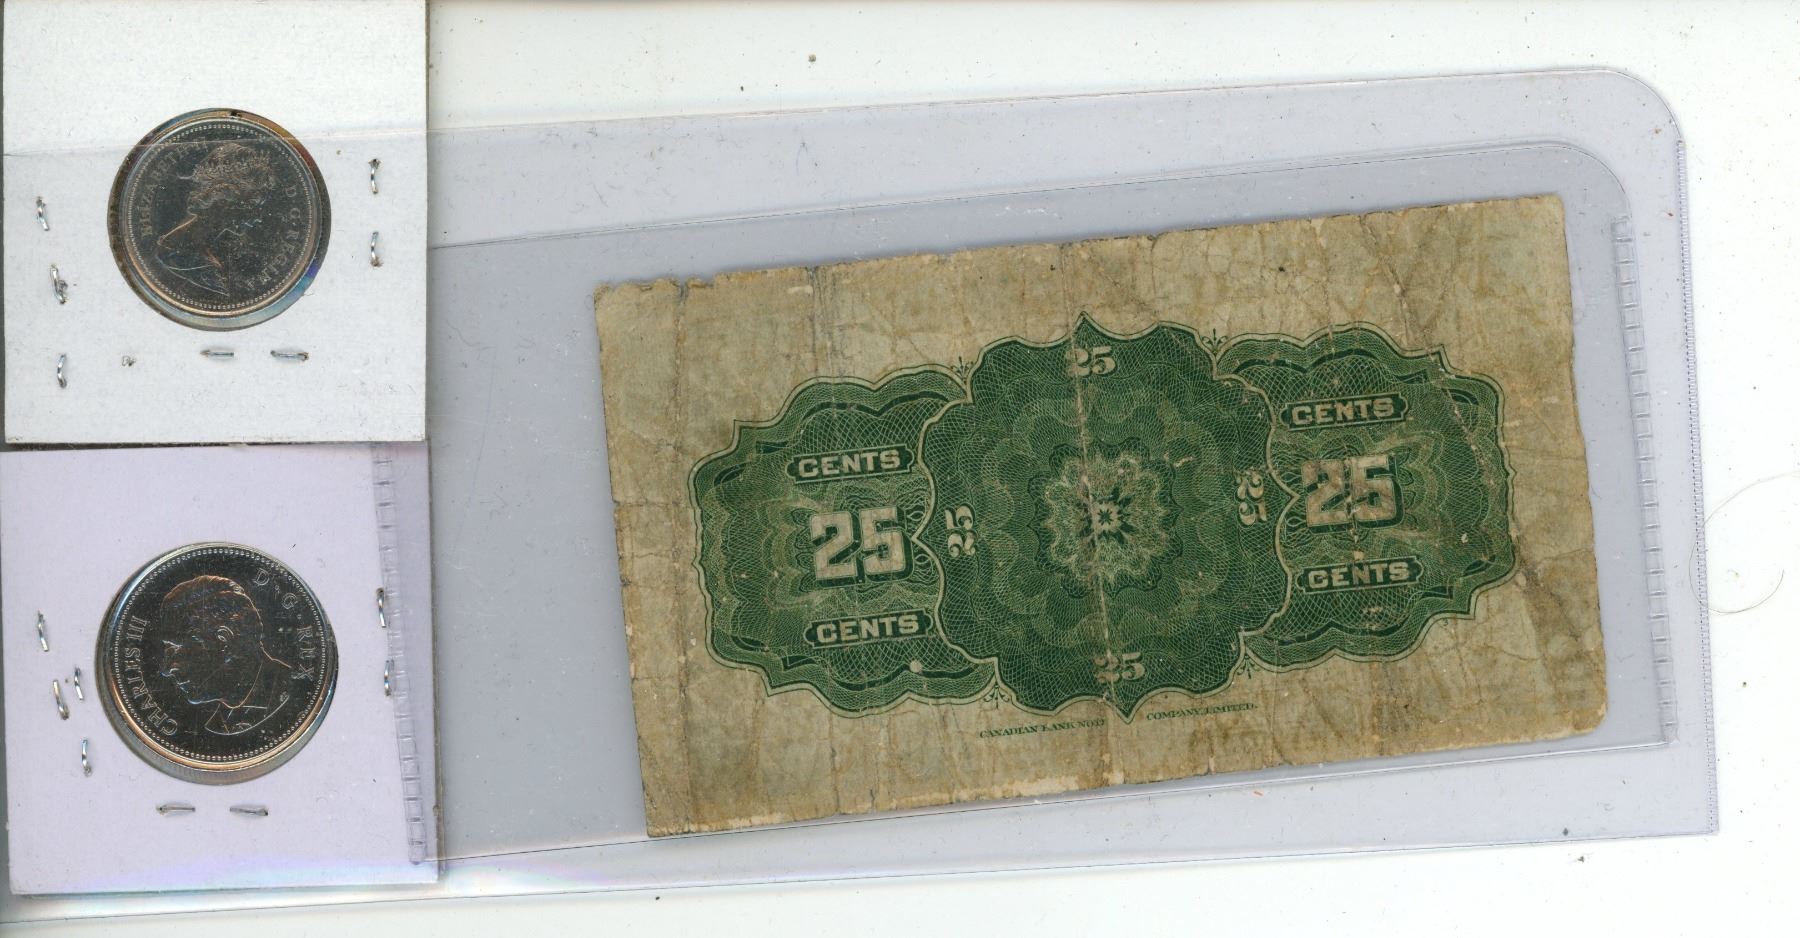 ELIZABETH II D·G·REGINA
CHARLES III D·G·REX
25
CENTS
25
CENTS
25
25
CENTS
25
CENTS
25
CANADIAN BANK NOTE COMPANY, LIMITED.